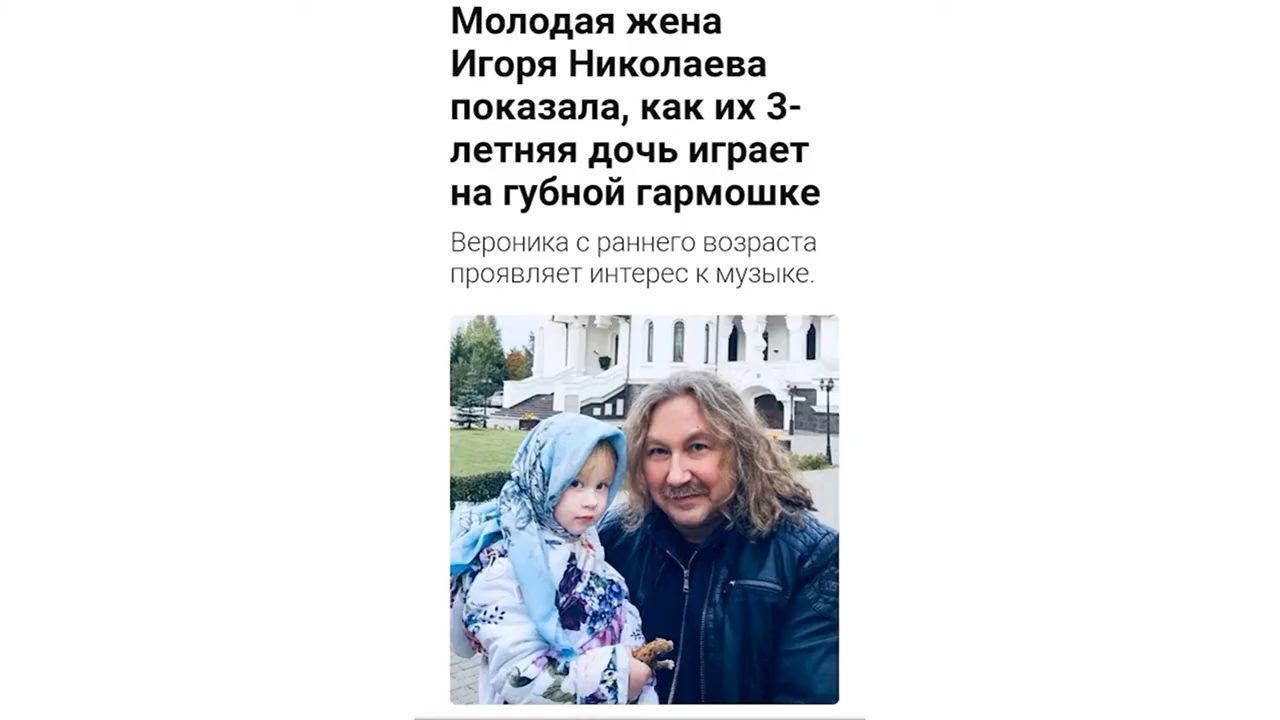 Молодая жена
Игоря Николаева
показала, как их 3-
летняя дочь играет
на губной гармошке
Вероника с раннего возраста
проявляет интерес к музыке.